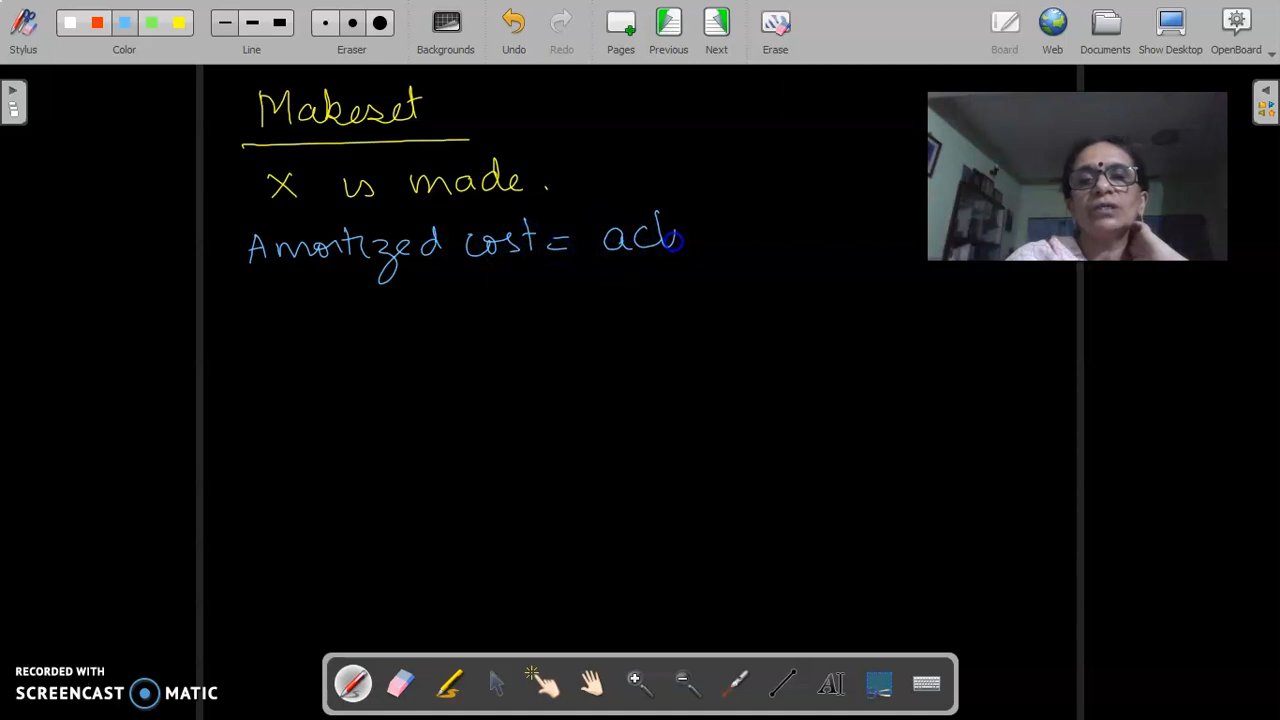 Stylus Color Line Eraser Backgrounds Undo Redo Pages Previous Next Erase Board Web Documents Show Desktop OpenBoard
Makeset
X is made.
Amortized cost =
RECORDED WITH
SCREENCAST MATIC